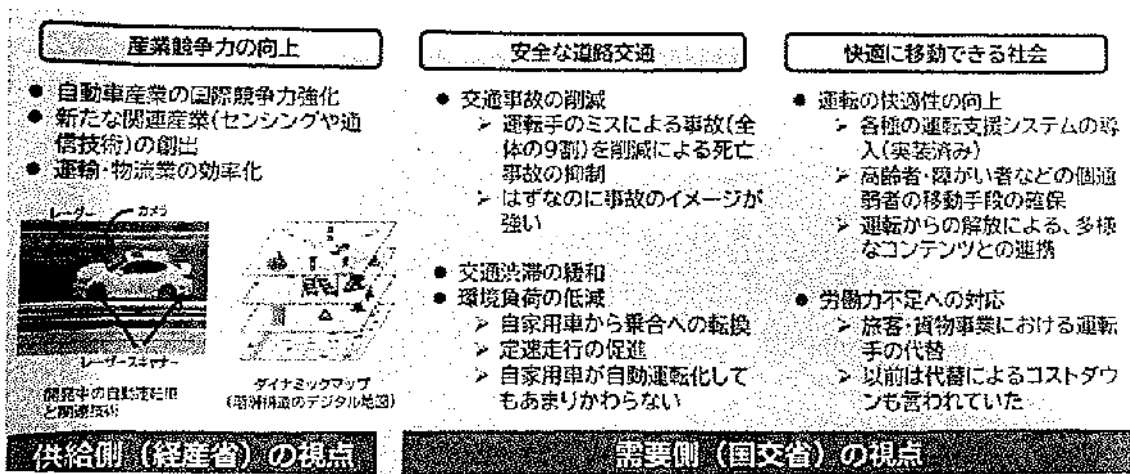 産業競争力の向上
● 自動車産業の国際競争力強化
● 新たな関連産業(センシングや通
信技術)の創出
● 運輸・物流業の効率化
レーダー
カメラ
レーザースキャナー
開発中の自動運転車
と関連技術
ダイナミックマップ
(階層構造のデジタル地図)
供給側（経産省）の視点
安全な道路交通
● 交通事故の削減
➢ 運転手のミスによる事故(全
体の9割)を削減による死亡
事故の抑制
➢ はずなのに事故のイメージが
強い
● 交通渋滞の緩和
● 環境負荷の低減
➢ 自家用車から乗合への転換
➢ 定速走行の促進
➢ 自家用車が自動運転化して
もあまりかわらない
快適に移動できる社会
● 運転の快適性の向上
➢ 各種の運転支援システムの導
入(実装済み)
➢ 高齢者・障がい者などの個通
弱者の移動手段の確保
➢ 運転からの解放による、多様
なコンテンツとの連携
● 労働力不足への対応
➢ 旅客・貨物事業における運転
手の代替
➢ 以前は代替によるコストダウ
ンも言われていた
需要側（国交省）の視点